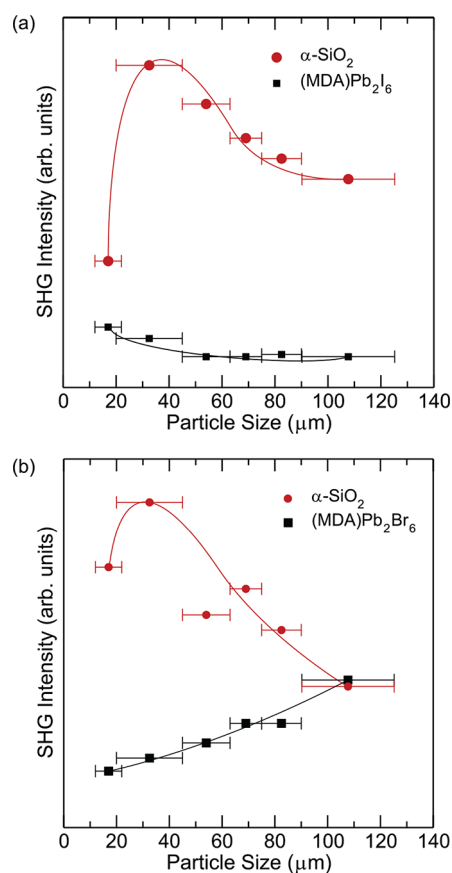 (a)
α-SiO₂
(MDA)Pb₂I₆
SHG Intensity (arb. units)
0 20 40 60 80 100 120 140
Particle Size (μm)
(b)
α-SiO₂
(MDA)Pb₂Br₆
SHG Intensity (arb. units)
0 20 40 60 80 100 120 140
Particle Size (μm)